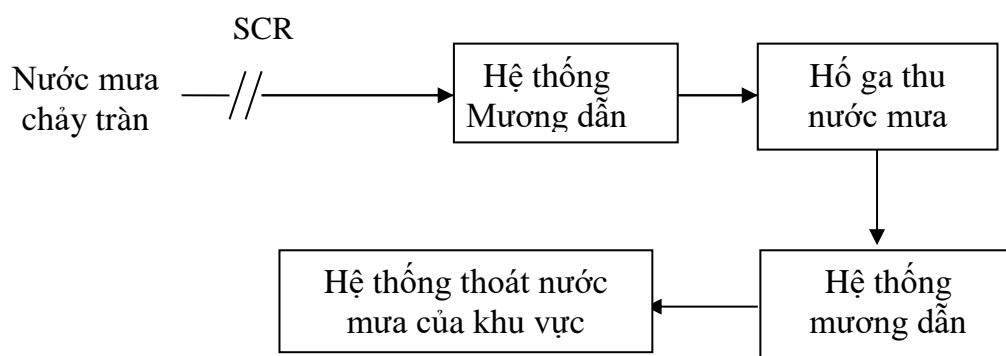 SCR
Nước mưa
chảy tràn
Hệ thống
Mương dẫn
Hố ga thu
nước mưa
Hệ thống
mương dẫn
Hệ thống thoát nước
mưa của khu vực